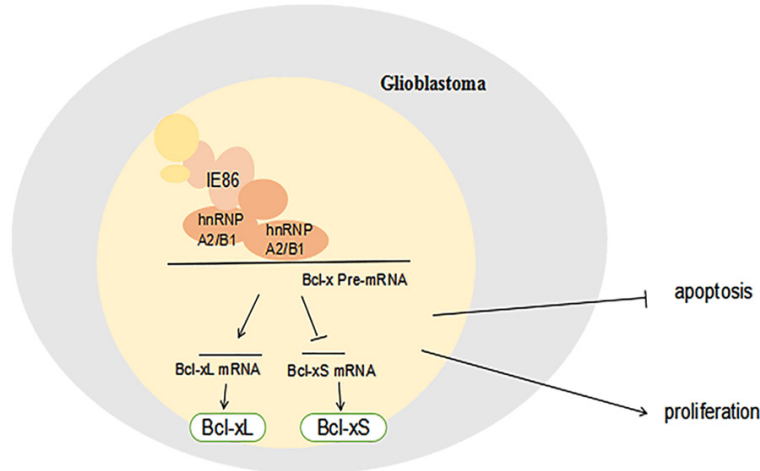 Glioblastoma
IE86
hnRNP
A2/B1
hnRNP
A2/B1
Bcl-x Pre-mRNA
apoptosis
Bcl-xL mRNA
Bcl-xS mRNA
proliferation
Bcl-xL
Bcl-xS